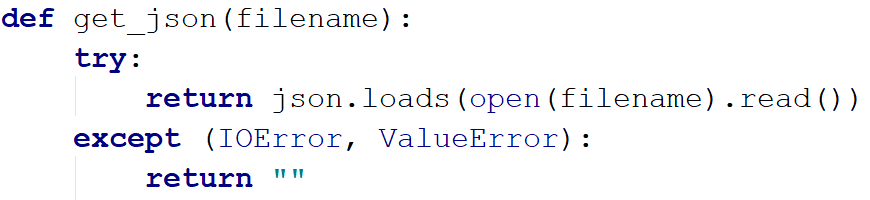 def get_json(filename):
    try:
        return json.loads(open(filename).read())
    except (IOError, ValueError):
        return ""